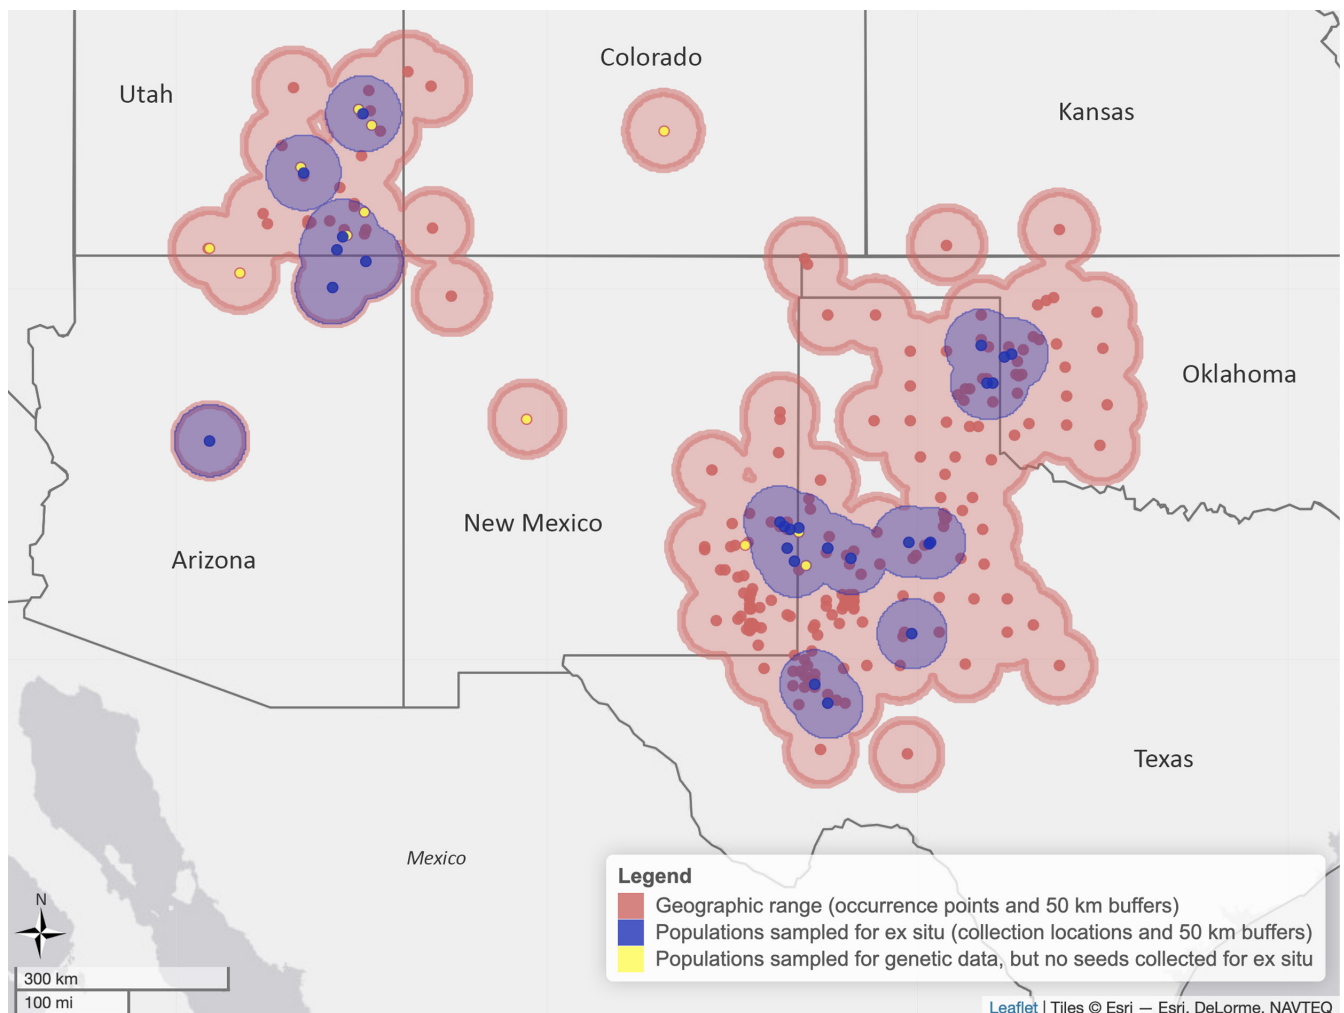 Colorado
Utah
Kansas
Oklahoma
New Mexico
Arizona
Texas
Mexico
Legend
Geographic range (occurrence points and 50 km buffers)
Populations sampled for ex situ (collection locations and 50 km buffers)
Populations sampled for genetic data, but no seeds collected for ex situ
N
300 km
100 mi
Leaflet | Tiles © Esri — Esri, DeLorme, NAVTEQ